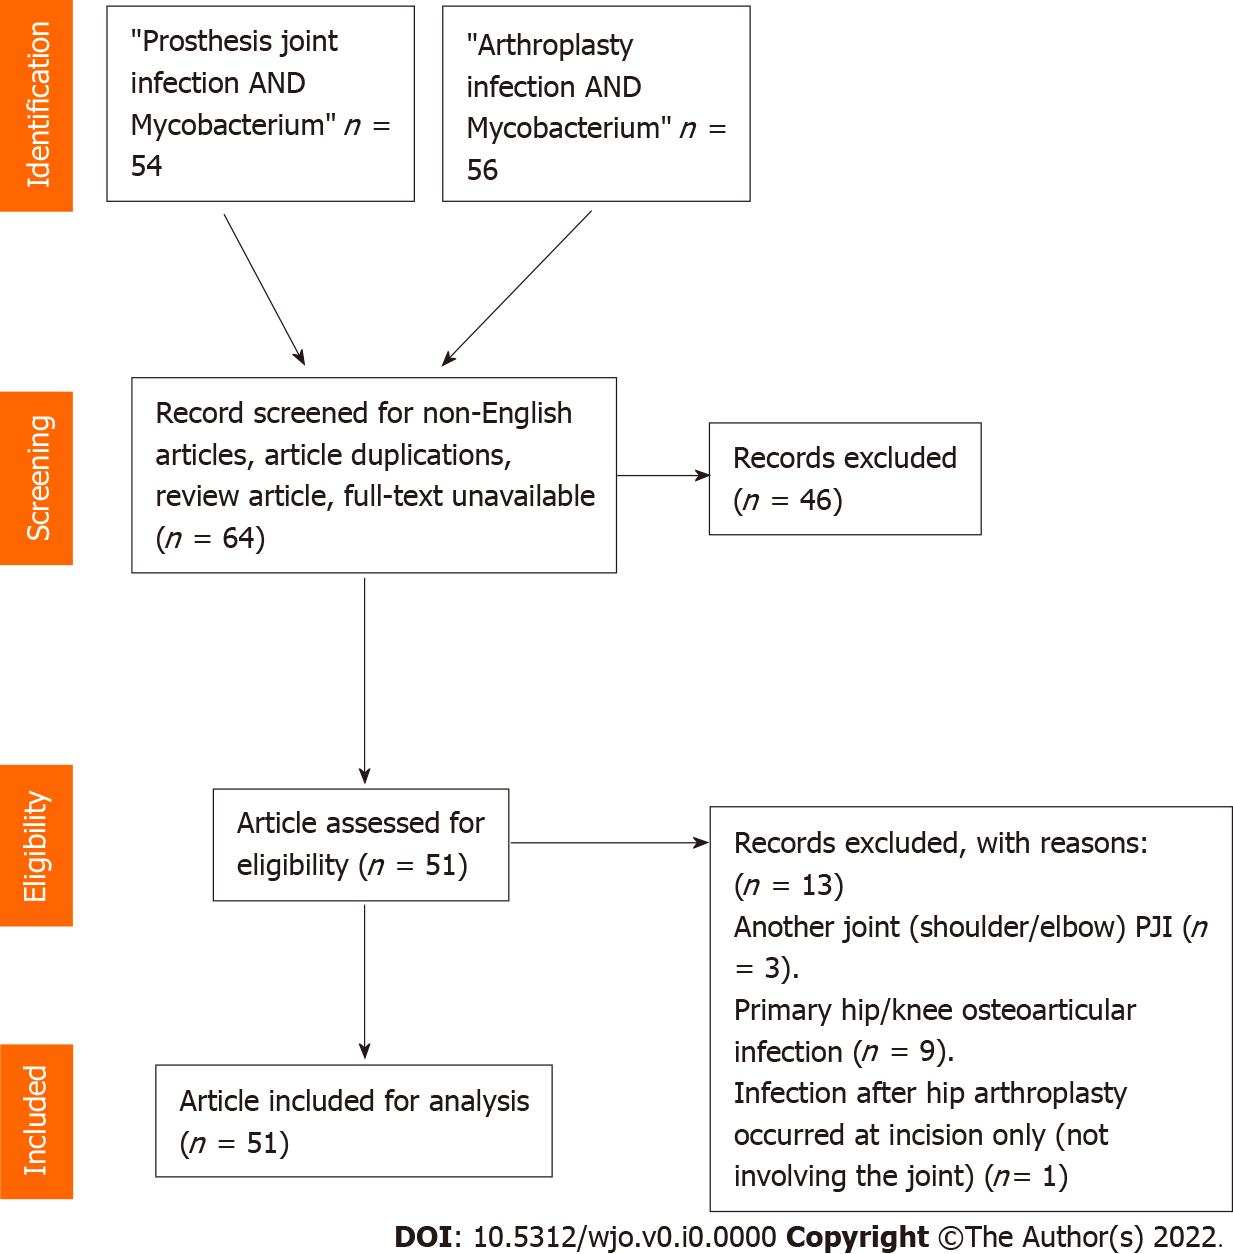 Identification
"Prosthesis joint
infection AND
Mycobacterium" n =
54
"Arthroplasty
infection AND
Mycobacterium" n =
56
Screening
Record screened for non-English
articles, article duplications,
review article, full-text unavailable
(n = 64)
Records excluded
(n = 46)
Eligibility
Article assessed for
eligibility (n = 51)
Records excluded, with reasons:
(n = 13)
Another joint (shoulder/elbow) PJI (n
= 3).
Primary hip/knee osteoarticular
infection (n = 9).
Infection after hip arthroplasty
occurred at incision only (not
involving the joint) (n= 1)
Included
Article included for analysis
(n = 51)
DOI: 10.5312/wjo.v0.i0.0000 Copyright ©The Author(s) 2022.